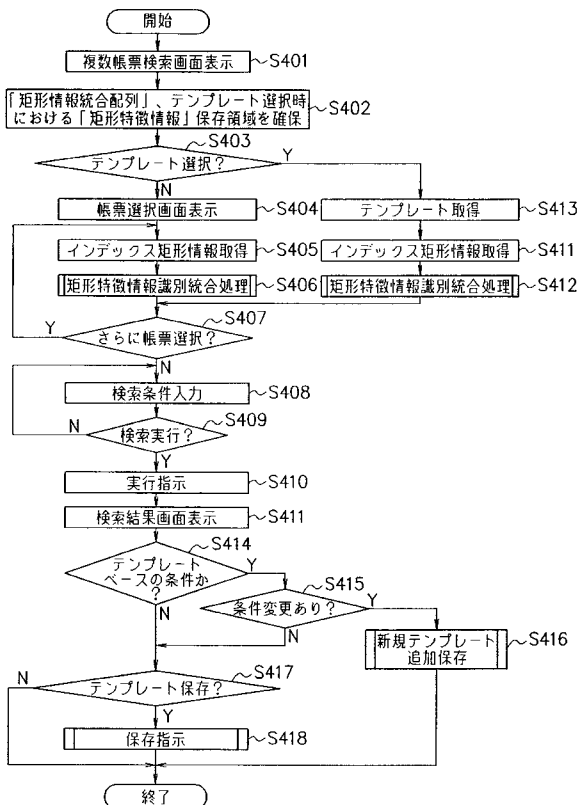 開始
複数帳票検索画面表示
S401
「矩形情報統合配列」、テンプレート選択時
における「矩形特徴情報」保存領域を確保
S402
S403
テンプレート選択?
Y
N
帳票選択画面表示
S404
テンプレート取得
S413
インデックス矩形情報取得
S405
インデックス矩形情報取得
S411
矩形特徴情報識別統合処理
S406
矩形特徴情報識別統合処理
S412
S407
Y
さらに帳票選択?
N
検索条件入力
S408
S409
N
検索実行?
Y
実行指示
S410
検索結果画面表示
S411
S414
テンプレート
ベースの条件か
?
Y
N
S415
条件変更あり?
Y
N
新規テンプレート
追加保存
S416
S417
N
テンプレート保存?
Y
保存指示
S418
終了